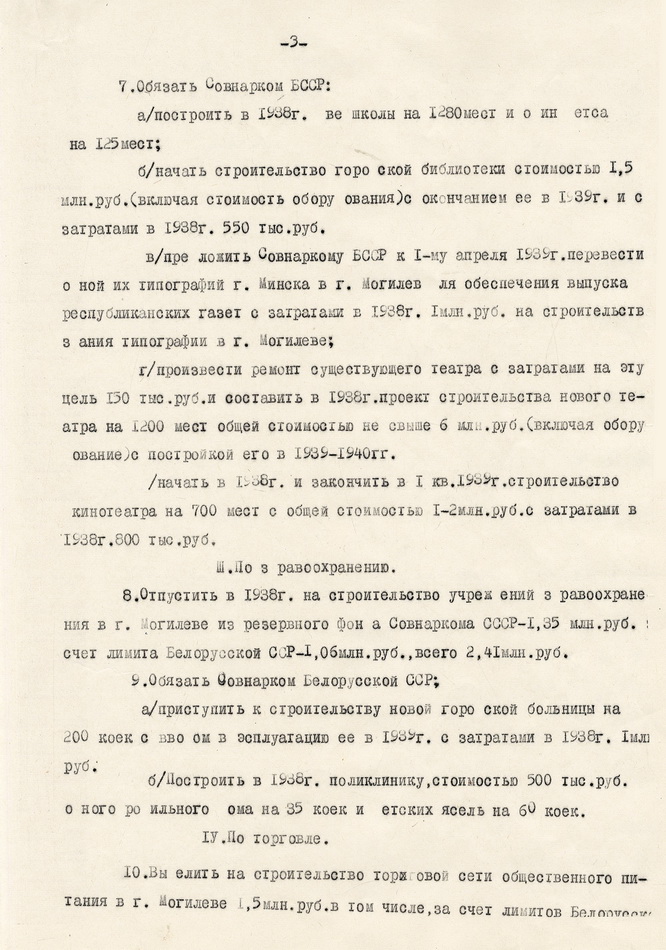 -3-
7.Обязать Совнарком БССР:
а/построить в 1938г. ве школы на 1280мест и о ин етса
на 125мест;
б/начать строительство горо ской библиотеки стоимостью 1,5
млн.руб.(включая стоимость обору ования)с окончанием ее в 1939г. и с
затратами в 1938г. 550 тыс.руб.
в/пре ложить Совнаркому БССР к I-му апреля 1939г.перевести
о ной их типографий г. Минска в г. Могилев ля обеспечения выпуска
республиканских газет с затратами в 1938г. 1млн.руб. на строительств
з ания типографии в г. Могилеве;
г/произвести ремонт существующего театра с затратами на эту
цель 150 тыс.руб.и составить в 1938г.проект строительства нового те-
атра на 1200 мест общей стоимостью не свыше 6 млн.руб.(включая обору
ование)с постройкой его в 1939-1940гг.
/начать в 1938г. и закончить в I кв.1939г.строительство
кинотеатра на 700 мест с общей стоимостью 1-2млн.руб.с затратами в
1938г.800 тыс.руб.
Ш.По з равоохранению.
8.Отпустить в 1938г. на строительство учреж ений з равоохране
ния в г. Могилеве из резервного фон а Совнаркома СССР-1,35 млн.руб.
счет лимита Белорусской ССР-1,06млн.руб.,всего 2,41млн.руб.
9.Обязать Совнарком Белорусской ССР;
а/приступить к строительству новой горо ской больницы на
200 коек с вво ом в эсплуатацию ее в 1939г. с затратами в 1938г. 1млн
руб.
б/Построить в 1938г. поликлинику,стоимостью 500 тыс.руб.
о ного ро ильного ома на 35 коек и етских ясель на 60 коек.
IУ.По торговле.
10.Вы елить на строительство торговой сети общественного пи-
тания в г. Могилеве 1,5млн.руб.в том числе,за счет лимитов Белорусск